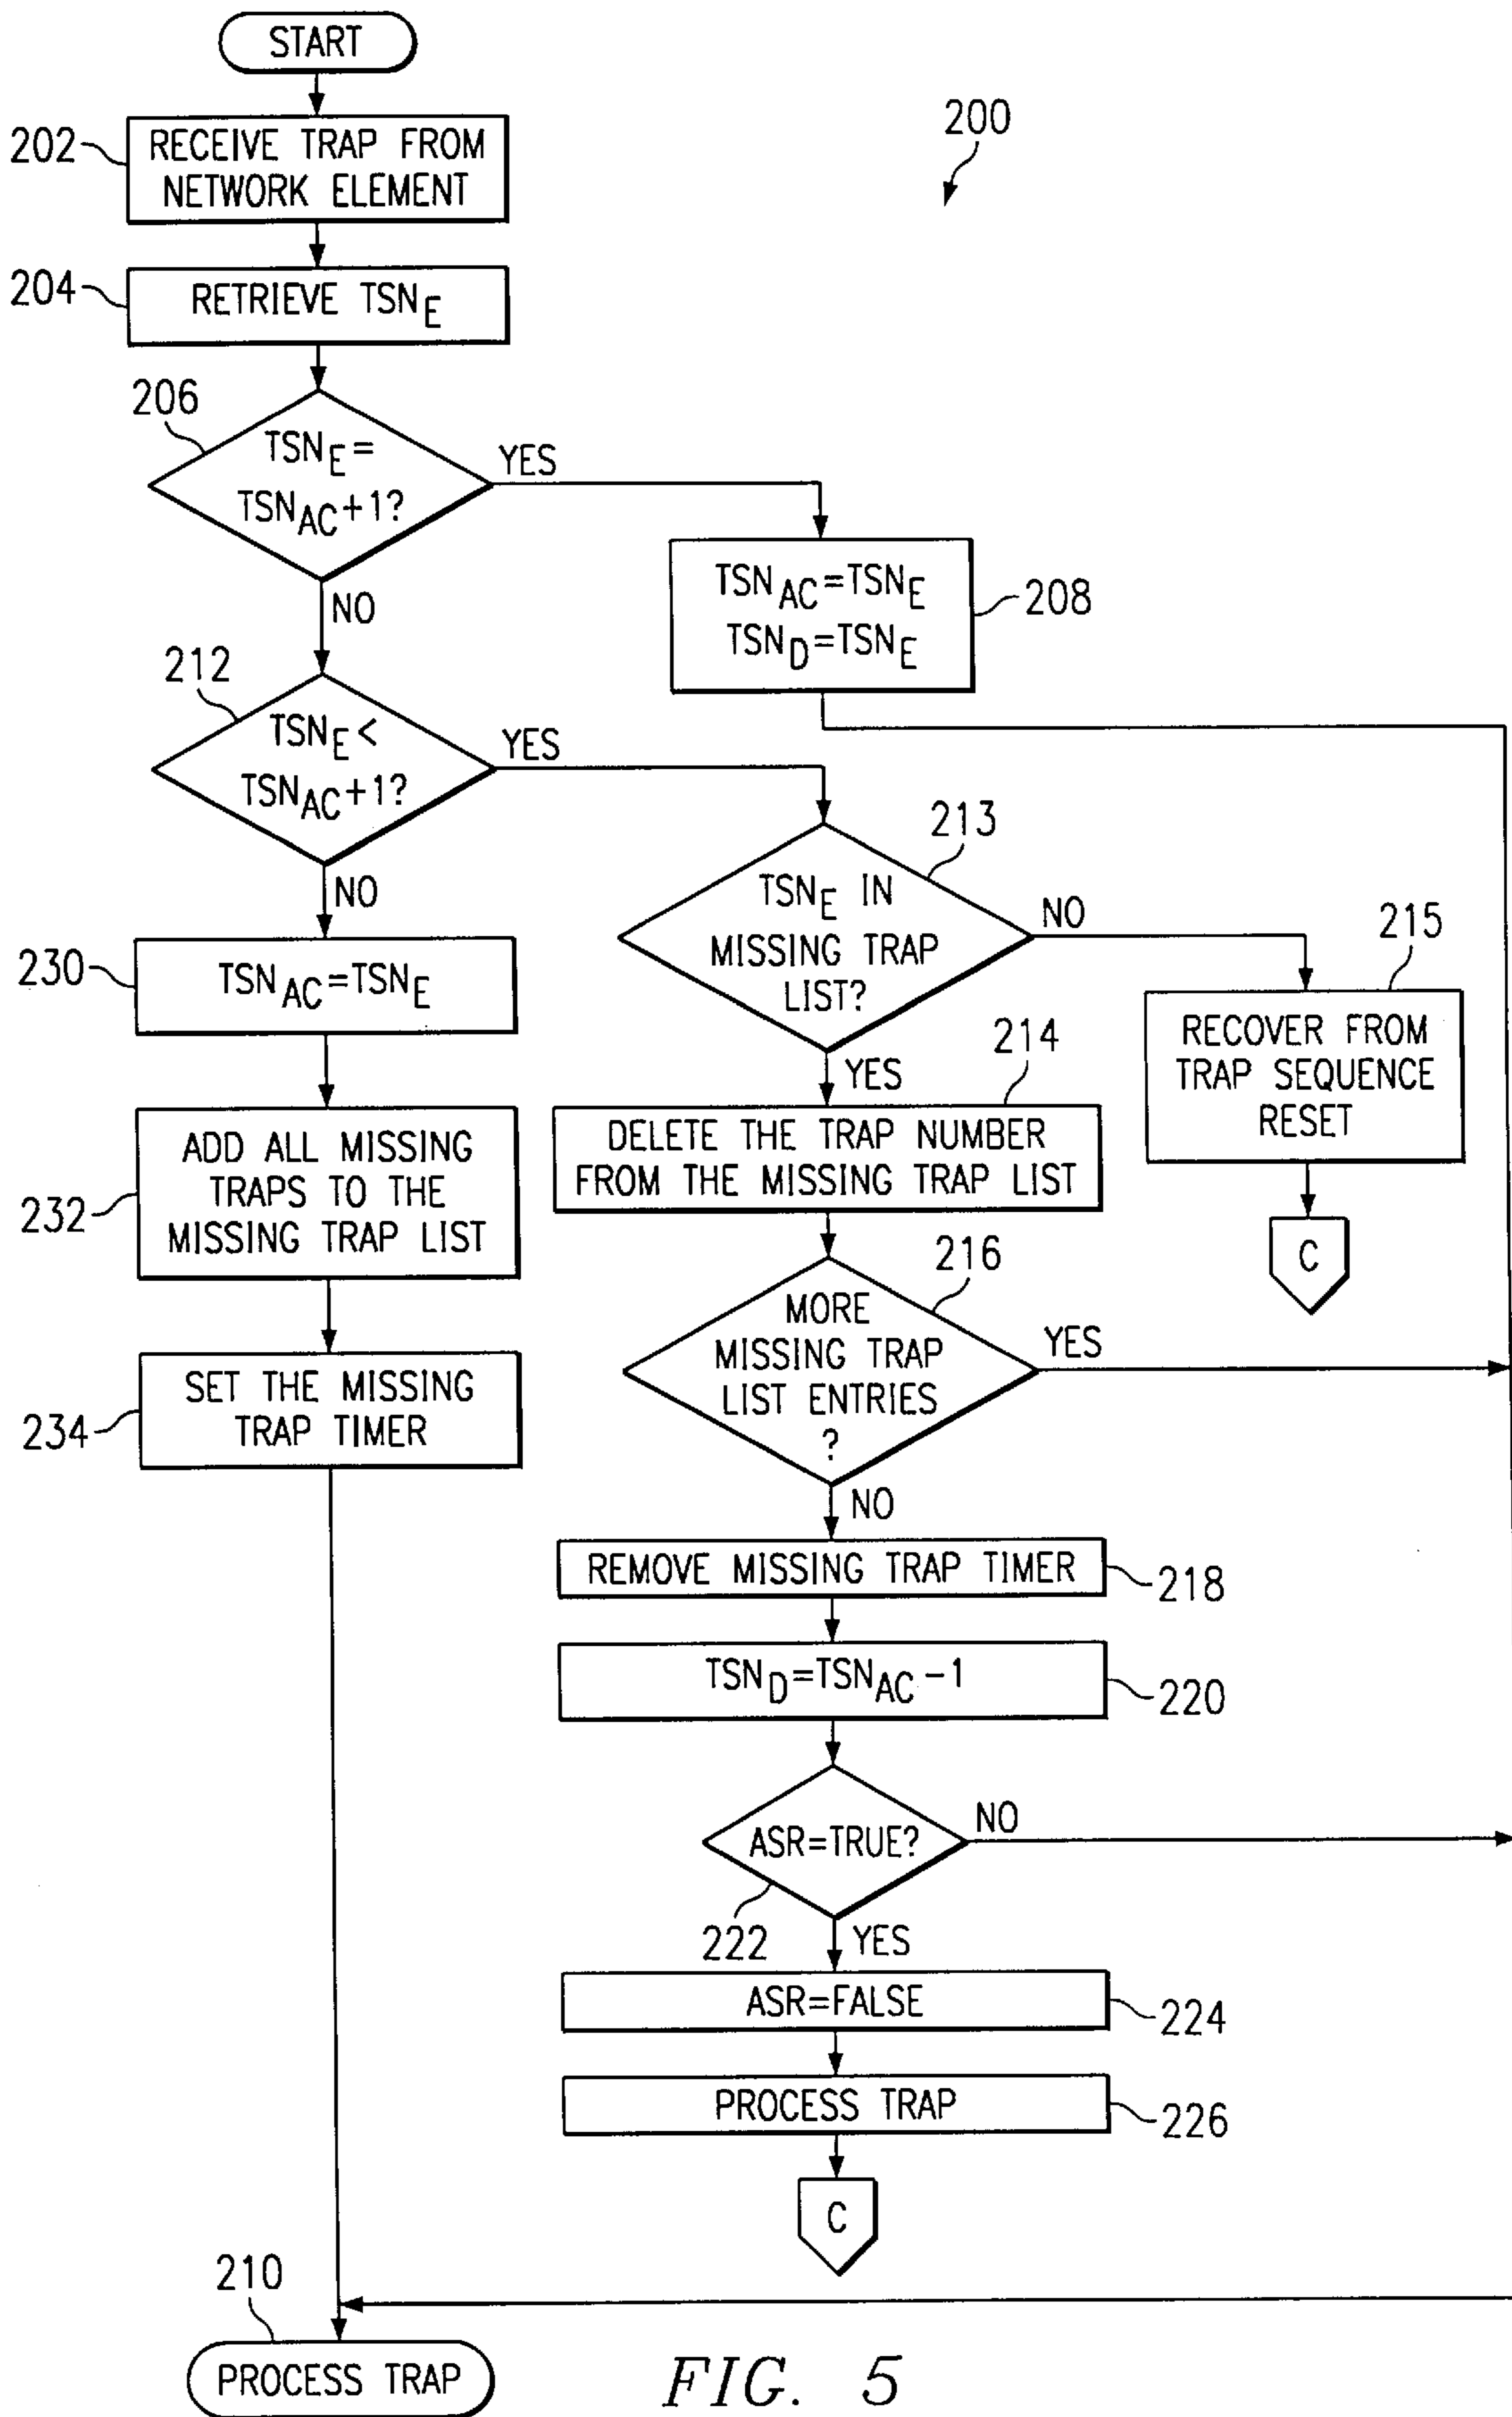 START
200
202
RECEIVE TRAP FROM
NETWORK ELEMENT
204
RETRIEVE TSNE
206
TSNE=
TSNAC+1?
YES
NO
TSNAC=TSNE
TSND=TSNE
208
212
TSNE<
TSNAC+1?
YES
NO
213
TSNE IN
MISSING TRAP
LIST?
NO
YES
215
RECOVER FROM
TRAP SEQUENCE
RESET
C
230
TSNAC=TSNE
214
DELETE THE TRAP NUMBER
FROM THE MISSING TRAP LIST
232
ADD ALL MISSING
TRAPS TO THE
MISSING TRAP LIST
216
MORE
MISSING TRAP
LIST ENTRIES
?
YES
NO
234
SET THE MISSING
TRAP TIMER
REMOVE MISSING TRAP TIMER
218
TSND=TSNAC-1
220
ASR=TRUE?
NO
222
YES
ASR=FALSE
224
PROCESS TRAP
226
C
210
PROCESS TRAP
FIG. 5